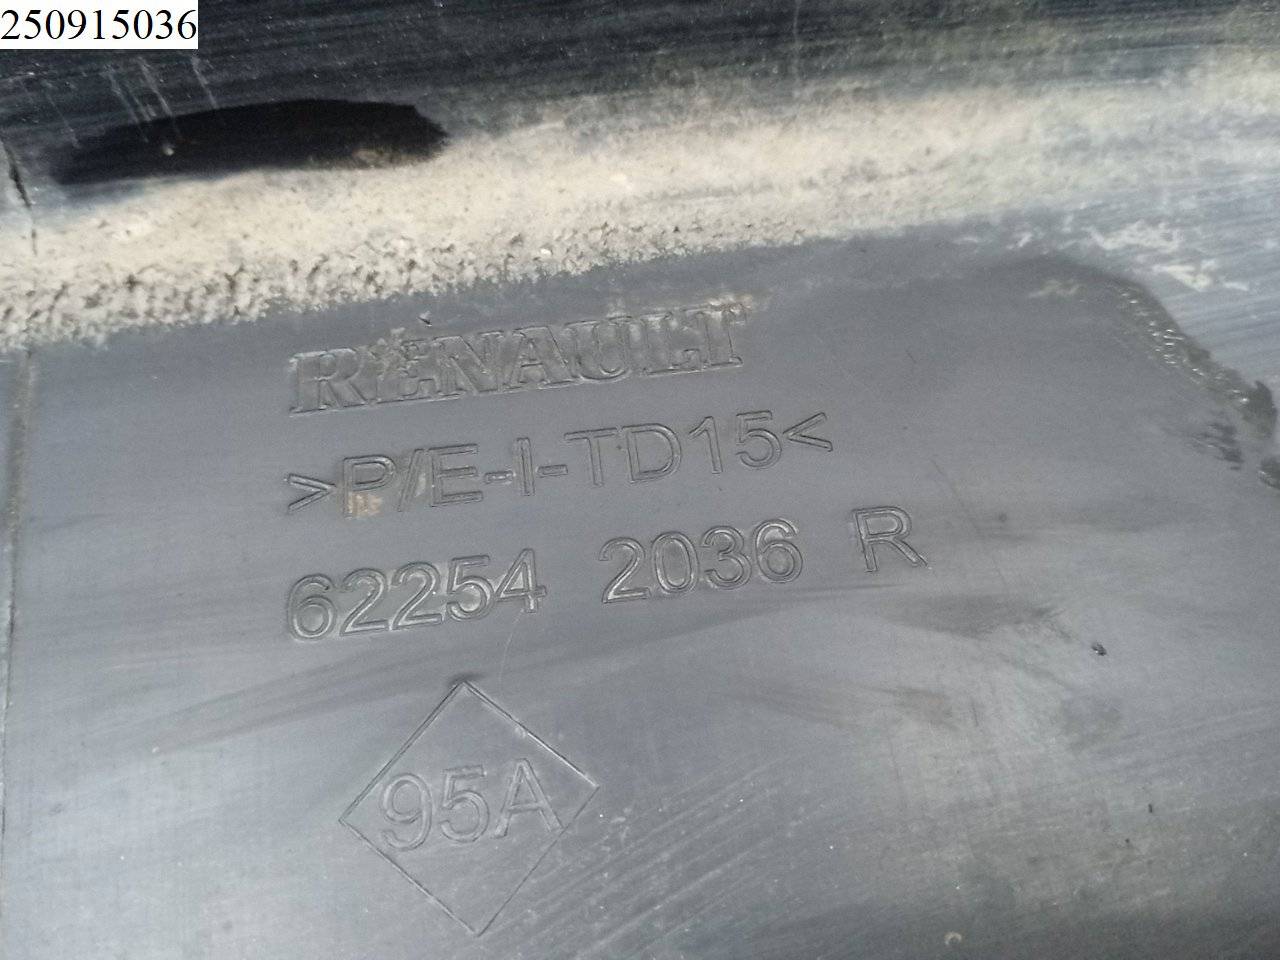 250915036
RENAULT
>P/E-I-TD15<
62254 2036 R
95A